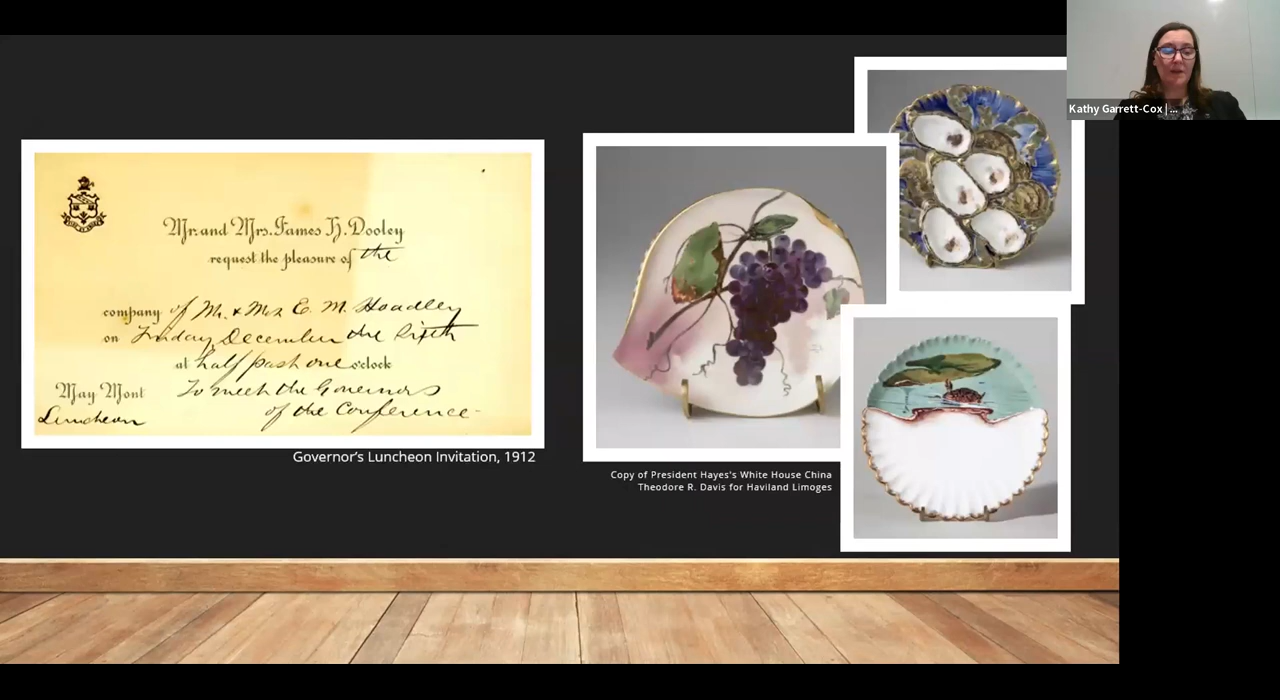 Kathy Garrett-Cox | ...
Mr. and Mrs. James H. Dooley
request the pleasure of the
company of Mr. & Mrs E. M. Hoadley
on Friday, December the Sixth
at half past one o'clock
May Mont
To meet the Governors
Luncheon
of the Conference-
Governor's Luncheon Invitation, 1912
Copy of President Hayes's White House China
Theodore R. Davis for Haviland Limoges